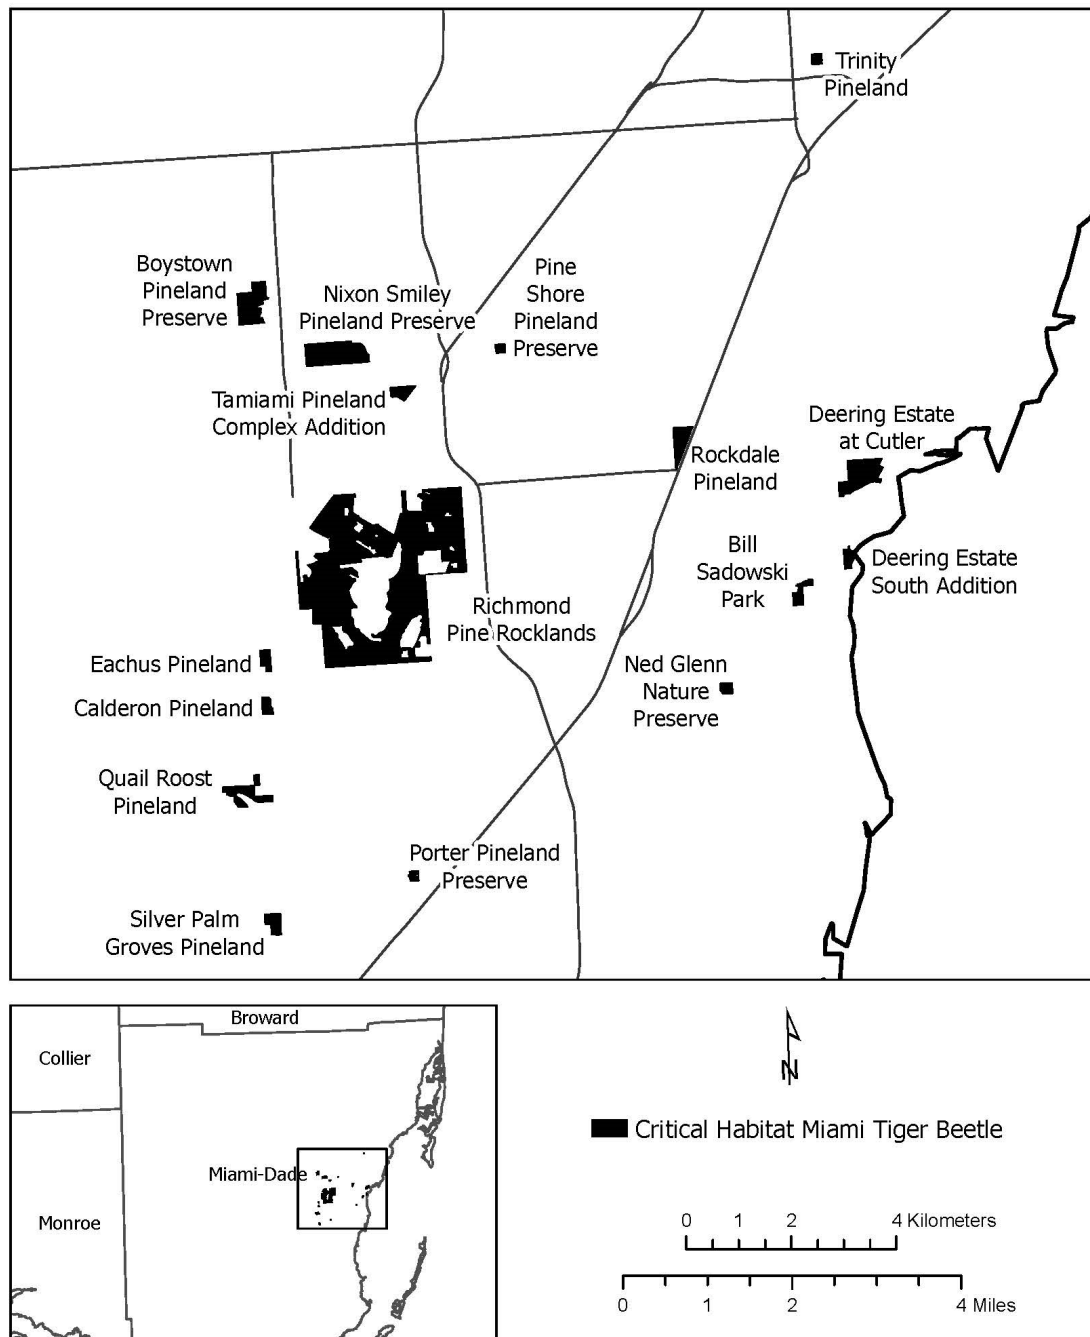 Trinity
Pineland
Boystown
Pineland
Preserve
Nixon Smiley
Pineland Preserve
Pine
Shore
Pineland
Preserve
Tamiami Pineland
Complex Addition
Deering Estate
at Cutler
Rockdale
Pineland
Bill
Sadowski
Park
Deering Estate
South Addition
Richmond
Pine Rocklands
Eachus Pineland
Ned Glenn
Nature
Preserve
Calderon Pineland
Quail Roost
Pineland
Porter Pineland
Preserve
Silver Palm
Groves Pineland
Broward
Collier
Miami-Dade
Monroe
N
Critical Habitat Miami Tiger Beetle
0 1 2 4 Kilometers
0 1 2 4 Miles